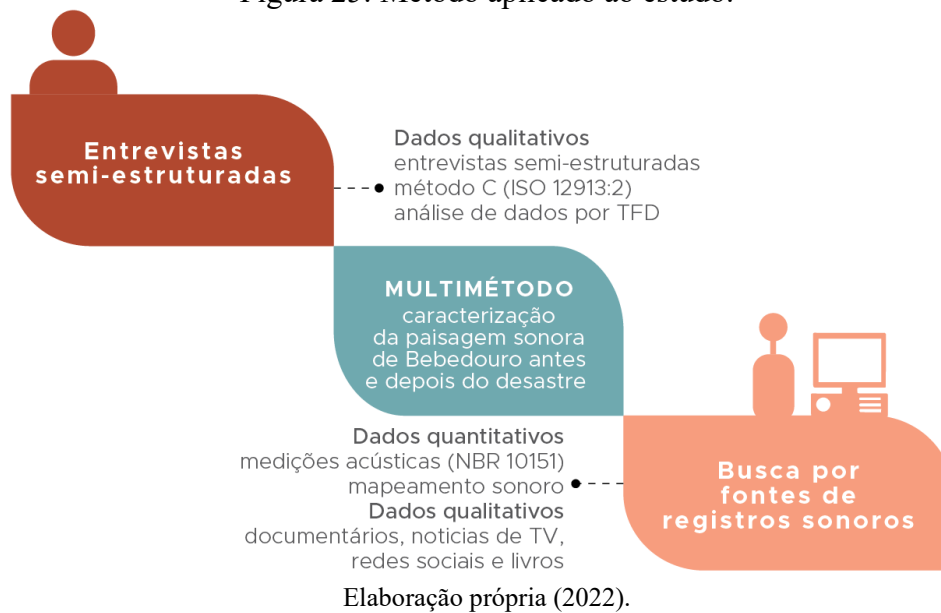 Figura 23: Método aplicado ao estudo.
Entrevistas
semi-estruturadas
Dados qualitativos
entrevistas semi-estruturadas
método C (ISO 12913:2)
análise de dados por TFD
MULTIMÉTODO
caracterização
da paisagem sonora
de Bebedouro antes
e depois do desastre
Dados quantitativos
medições acústicas (NBR 10151)
mapeamento sonoro
Dados qualitativos
documentários, noticias de TV,
redes sociais e livros
Busca por
fontes de
registros sonoros
Elaboração própria (2022).